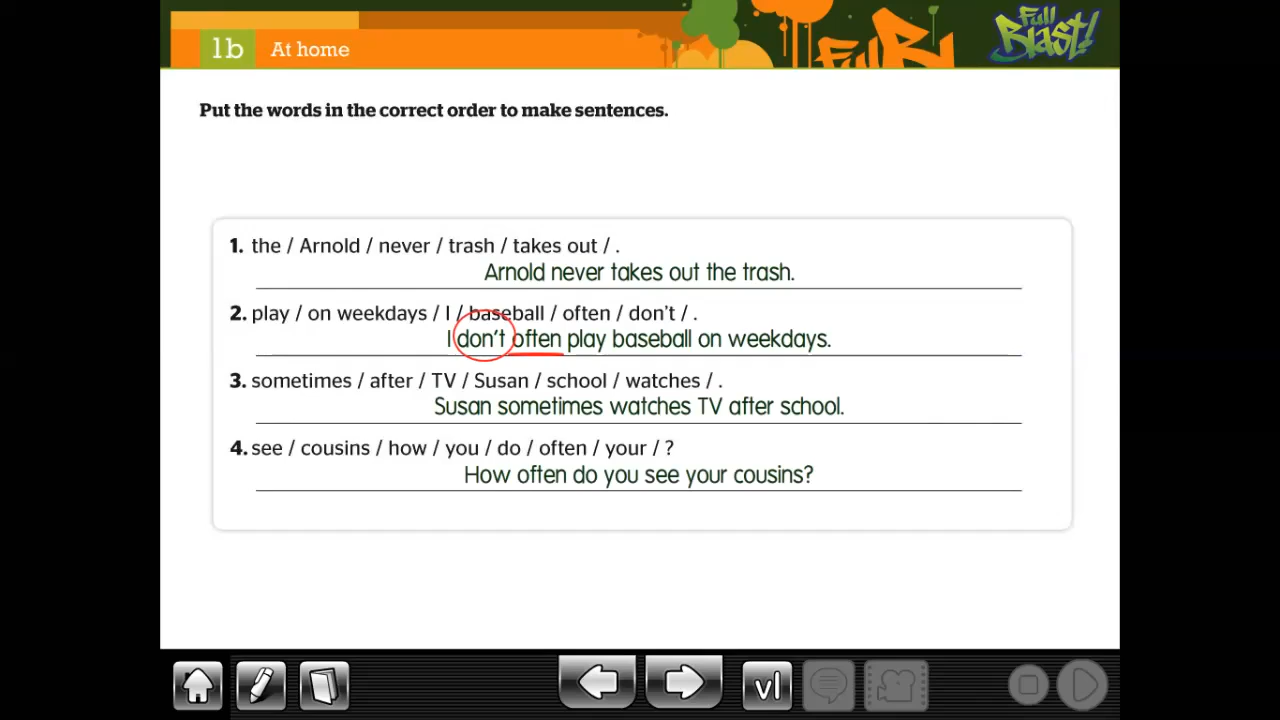 1b At home
Full Blast!
Put the words in the correct order to make sentences.
1. the / Arnold / never / trash / takes out / .
Arnold never takes out the trash.
2. play / on weekdays / I / baseball / often / don't / .
I don't often play baseball on weekdays.
3. sometimes / after / TV / Susan / school / watches / .
Susan sometimes watches TV after school.
4. see / cousins / how / you / do / often / your / ?
How often do you see your cousins?
vl